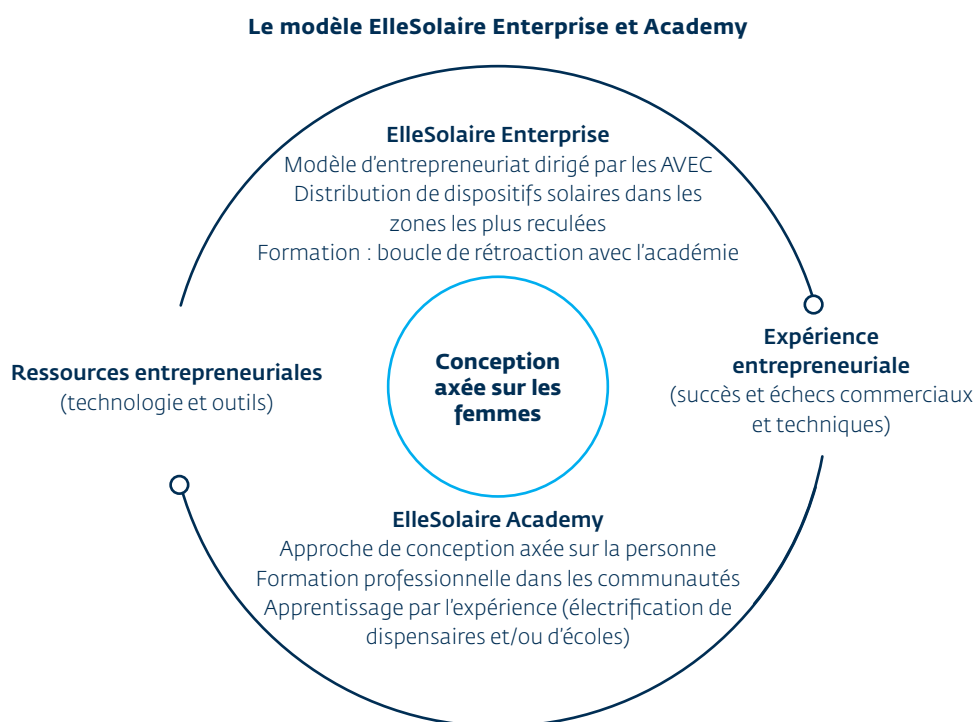 Le modèle ElleSolaire Enterprise et Academy
ElleSolaire Enterprise
Modèle d'entrepreneuriat dirigé par les AVEC
Distribution de dispositifs solaires dans les
zones les plus reculées
Formation : boucle de rétroaction avec l'académie
Ressources entrepreneuriales
(technologie et outils)
Conception
axée sur les
femmes
Expérience
entrepreneuriale
(succès et échecs commerciaux
et techniques)
ElleSolaire Academy
Approche de conception axée sur la personne
Formation professionnelle dans les communautés
Apprentissage par l'expérience (électrification de
dispensaires et/ou d'écoles)